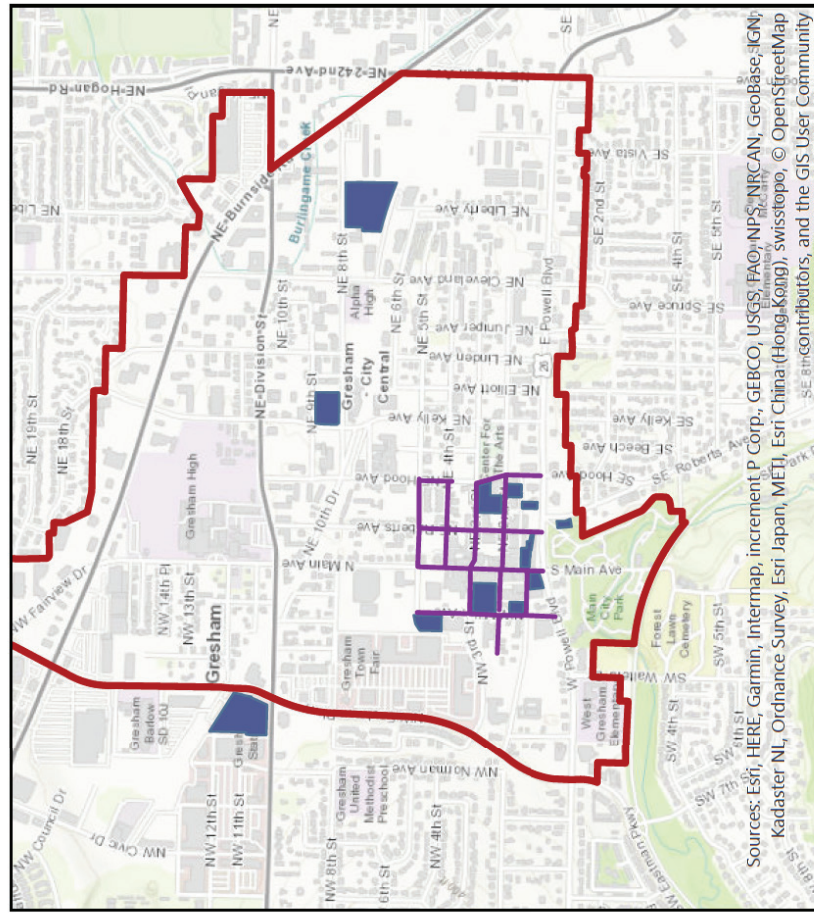 NE Hogan Rd
NE 242nd Ave
NE Burnside Rd
Burlingame Creek
NE Division St
NE 19th St
NE 18th St
NW Fairview Dr
NW 14th Pl
NW 13th St
Gresham High
Gresham
Gresham
Barlow
SD 10J
NW Council Dr
NW Civic Dr
NW 12th St
NW 11th St
NE 10th St
NE 10th Dr
NE 9th St
NE 8th St
Alpha
High
NE 6th St
NE 5th St
NE 4th St
Gresham
- City
Central
NE Liberty Ave
NE Cleveland Ave
NE Juniper Ave
NE Linden Ave
NE Elliott Ave
NE Kelly Ave
N Main Ave
Center For
The Arts
Gresham
Town
Fair
NW 3rd St
NW Norman Ave
Gresham
United
Methodist
Preschool
NW 8th St
6th St
NW 4th St
E Powell Blvd
26
W Powell Blvd
SE 2nd St
SE Vista Ave
SE 4th St
SE 5th St
SE Spruce Ave
SE Kelly Ave
SE Beech Ave
SE Hood Ave
SE Roberts Ave
S Main Ave
Main
City
Park
Forest
Lawn
Cemetery
West
Gresham
Elementary
SW 4th St
SW 5th St
SW 7th St
SW Eastman Pkwy
Sources: Esri, HERE, Garmin, Intermap, increment P Corp., GEBCO, USGS, FAO, NPS, NRCAN, GeoBase, IGN,
Kadaster NL, Ordnance Survey, Esri Japan, METI, Esri China (Hong Kong), swisstopo, © OpenStreetMap
contributors, and the GIS User Community